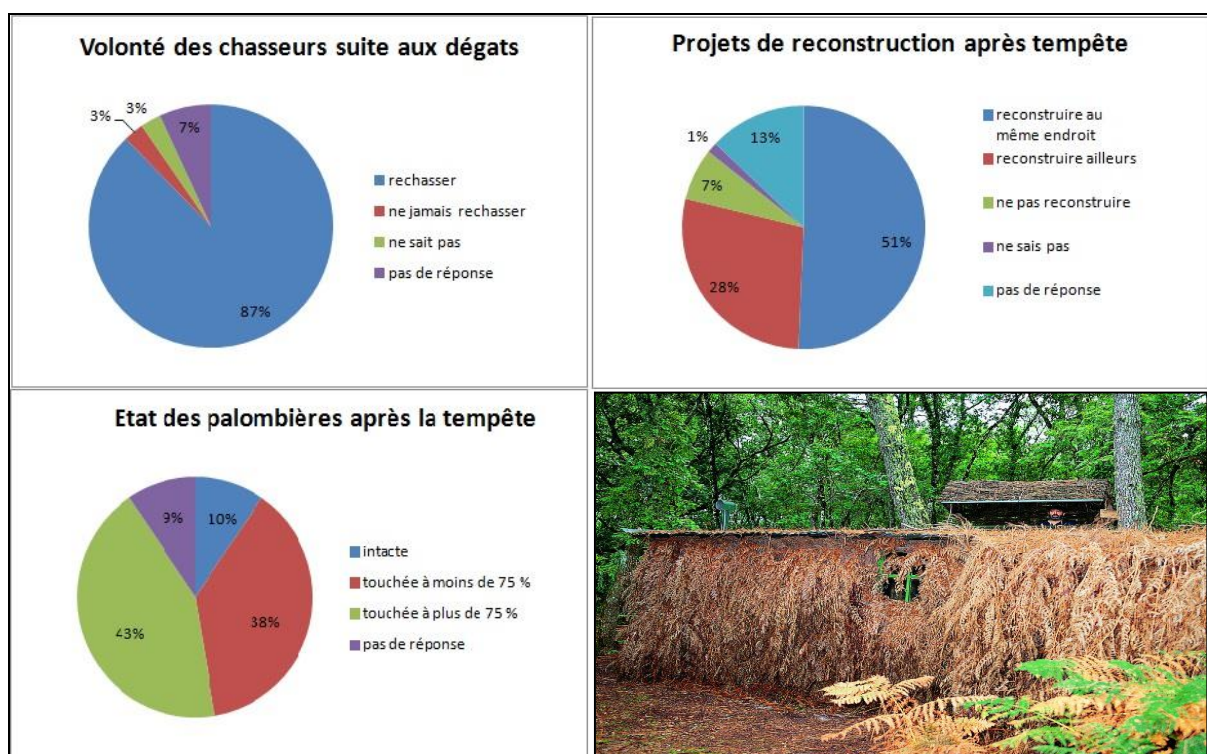 Volonté des chasseurs suite aux dégats
3%
3%
7%
87%
rechasser
ne jamais rechasser
ne sait pas
pas de réponse
Projets de reconstruction après tempête
1%
13%
7%
51%
28%
reconstruire au
même endroit
reconstruire ailleurs
ne pas reconstruire
ne sais pas
pas de réponse
Etat des palombières après la tempête
9%
10%
43%
38%
intacte
touchée à moins de 75 %
touchée à plus de 75 %
pas de réponse